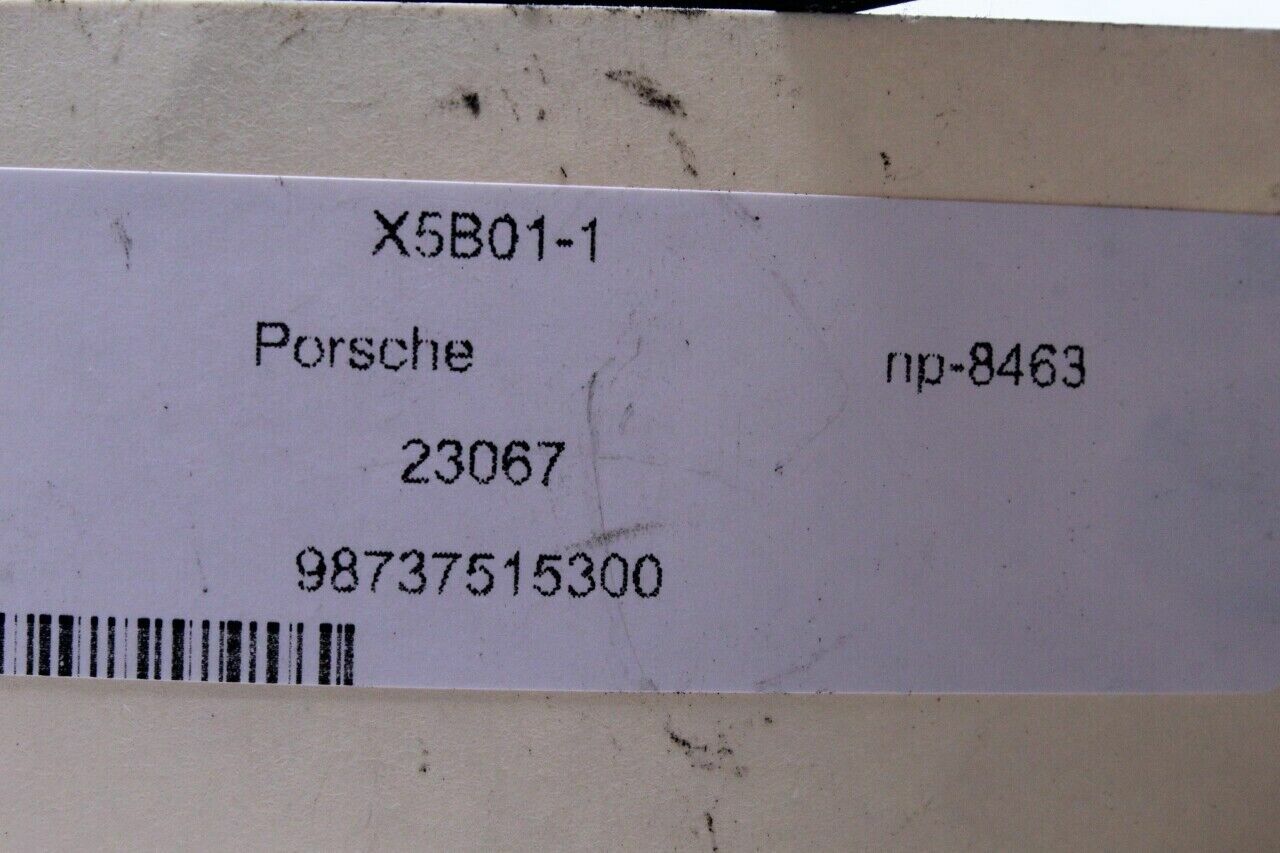 X5B01-1
Porsche np-8463
23067
98737515300